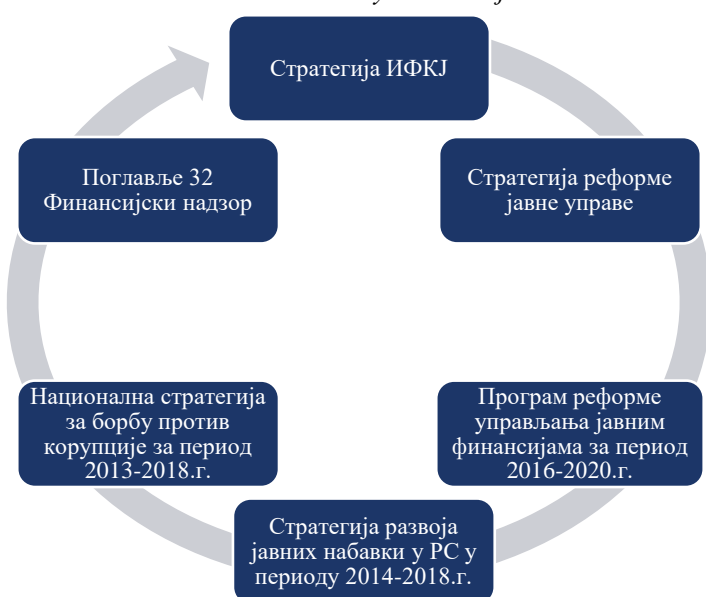 Стратегија ИФКЈ
Стратегија реформе
јавне управе
Програм реформе
управљања јавним
финансијама за период
2016-2020.г.
Стратегија развоја
јавних набавки у РС у
периоду 2014-2018.г.
Национална стратегија
за борбу против
корупције за период
2013-2018.г.
Поглавље 32
Финансијски надзор